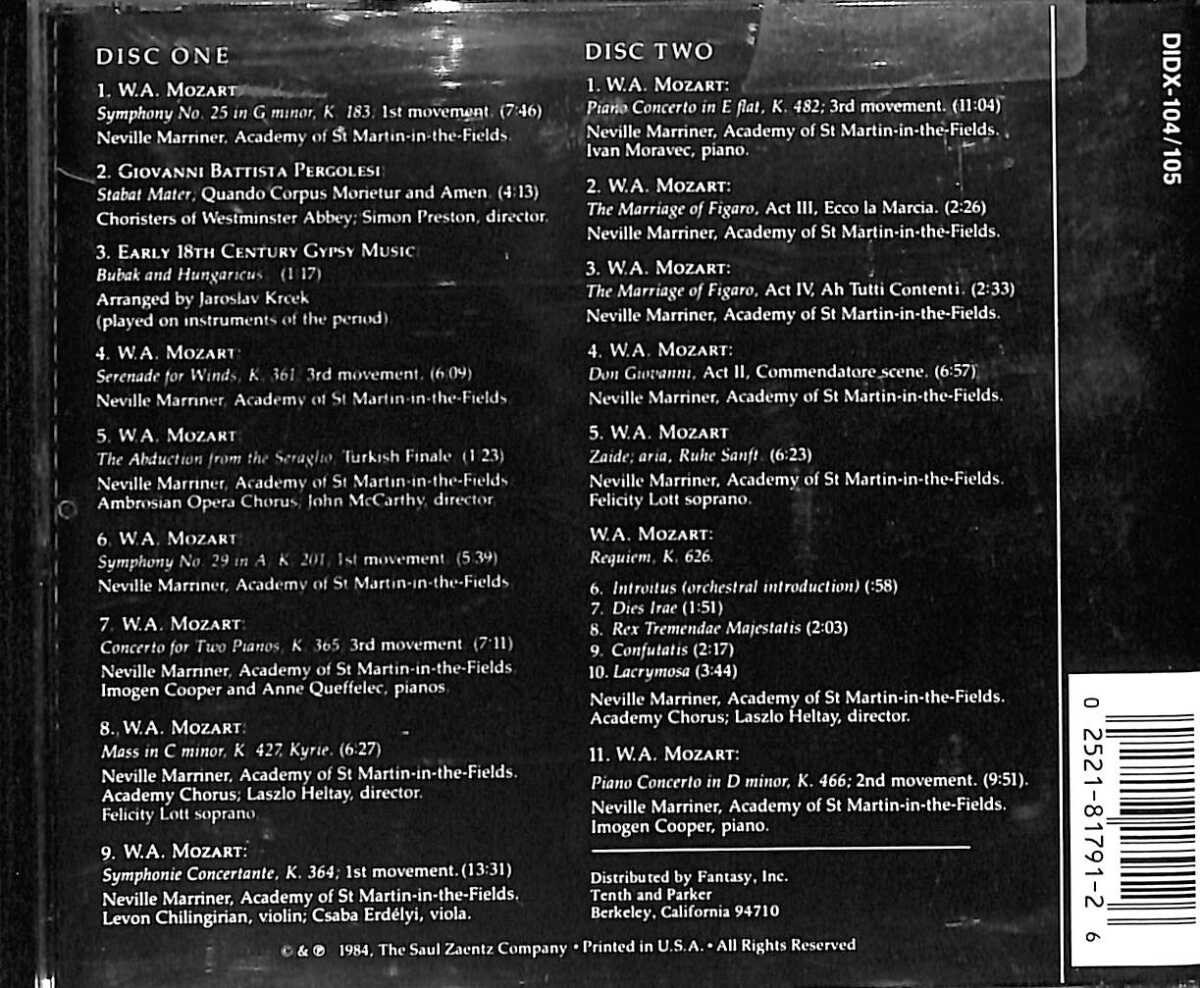 DISC ONE
1. W.A. MOZART
Symphony No. 25 in G minor, K. 183, 1st movement. (7:46)
Neville Marriner, Academy of St Martin-in-the-Fields
2. GIOVANNI BATTISTA PERGOLESI
Stabat Mater, Quando Corpus Morietur and Amen. (4:13)
Choristers of Westminster Abbey; Simon Preston, director.
3. EARLY 18TH CENTURY GYPSY MUSIC
Bubak and Hungaricus. (1:17)
Arranged by Jaroslav Krcek
(played on instruments of the period)
4. W.A. MOZART:
Serenade for Winds, K. 361, 3rd movement. (6:09)
Neville Marriner, Academy of St Martin-in-the-Fields
5. W.A. MOZART
The Abduction from the Seraglio, Turkish Finale (1:23)
Neville Marriner, Academy of St Martin-in-the-Fields
Ambrosian Opera Chorus, John McCarthy, director
6. W.A. MOZART
Symphony No. 29 in A, K. 201, 1st movement. (5:39)
Neville Marriner, Academy of St Martin-in-the-Fields
7. W.A. MOZART:
Concerto for Two Pianos, K. 365, 3rd movement (7:11)
Neville Marriner, Academy of St Martin-in-the-Fields
Imogen Cooper and Anne Queffelec, pianos
8. W.A. MOZART:
Mass in C minor, K. 427, Kyrie. (6:27)
Neville Marriner, Academy of St Martin-in-the-Fields.
Academy Chorus; Laszlo Heltay, director.
Felicity Lott soprano
9. W.A. MOZART:
Symphonie Concertante, K. 364; 1st movement. (13:31)
Neville Marriner, Academy of St Martin-in-the-Fields.
Levon Chilingirian, violin; Csaba Erdélyi, viola.
DISC TWO
1. W.A. MOZART:
Piano Concerto in E flat, K. 482; 3rd movement. (11:04)
Neville Marriner, Academy of St Martin-in-the-Fields.
Ivan Moravec, piano.
2. W.A. MOZART:
The Marriage of Figaro, Act III, Ecco la Marcia. (2:26)
Neville Marriner, Academy of St Martin-in-the-Fields.
3. W.A. MOZART:
The Marriage of Figaro, Act IV, Ah Tutti Contenti. (2:33)
Neville Marriner, Academy of St Martin-in-the-Fields.
4. W.A. MOZART:
Don Giovanni, Act II, Commendatore scene. (6:57)
Neville Marriner, Academy of St Martin-in-the-Fields.
5. W.A. MOZART
Zaide; aria, Ruhe Sanft. (6:23)
Neville Marriner, Academy of St Martin-in-the-Fields.
Felicity Lott soprano.
W.A. MOZART:
Requiem, K. 626.
6. Introitus (orchestral introduction) (:58)
7. Dies Irae (1:51)
8. Rex Tremendae Majestatis (2:03)
9. Confutatis (2:17)
10. Lacrymosa (3:44)
Neville Marriner, Academy of St Martin-in-the-Fields.
Academy Chorus; Laszlo Heltay, director.
11. W.A. MOZART:
Piano Concerto in D minor, K. 466; 2nd movement. (9:51).
Neville Marriner, Academy of St Martin-in-the-Fields.
Imogen Cooper, piano.
Distributed by Fantasy, Inc.
Tenth and Parker
Berkeley, California 94710
© & ℗ 1984, The Saul Zaentz Company • Printed in U.S.A. • All Rights Reserved
DIDX-104/105
0 2521-81791-2 6